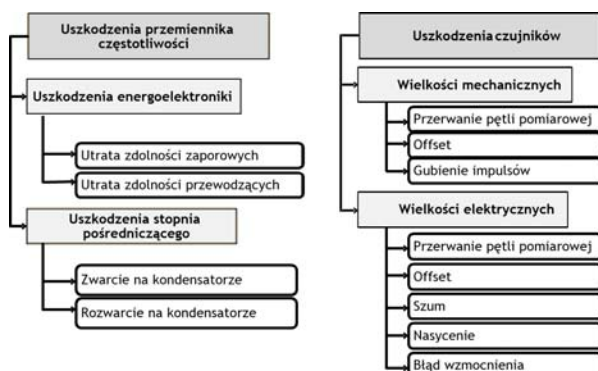 Uszkodzenia przemiennika
częstotliwości
Uszkodzenia energoelektroniki
Utrata zdolności zaporowych
Utrata zdolności przewodzących
Uszkodzenia stopnia
pośredniczącego
Zwarcie na kondensatorze
Rozwarcie na kondensatorze
Uszkodzenia czujników
Wielkości mechanicznych
Przerwanie pętli pomiarowej
Offset
Gubienie impulsów
Wielkości elektrycznych
Przerwanie pętli pomiarowej
Offset
Szum
Nasycenie
Błąd wzmocnienia